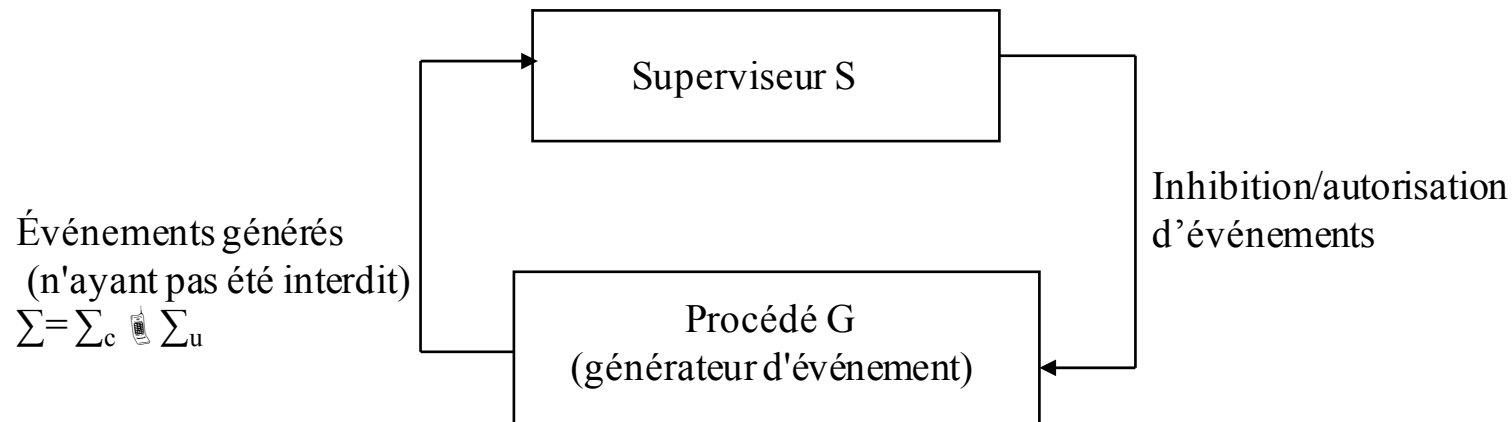 Superviseur S
Inhibition/autorisation
d’événements
Événements générés
(n'ayant pas été interdit)
∑=∑c 📱 ∑u
Procédé G
(générateur d'événement)